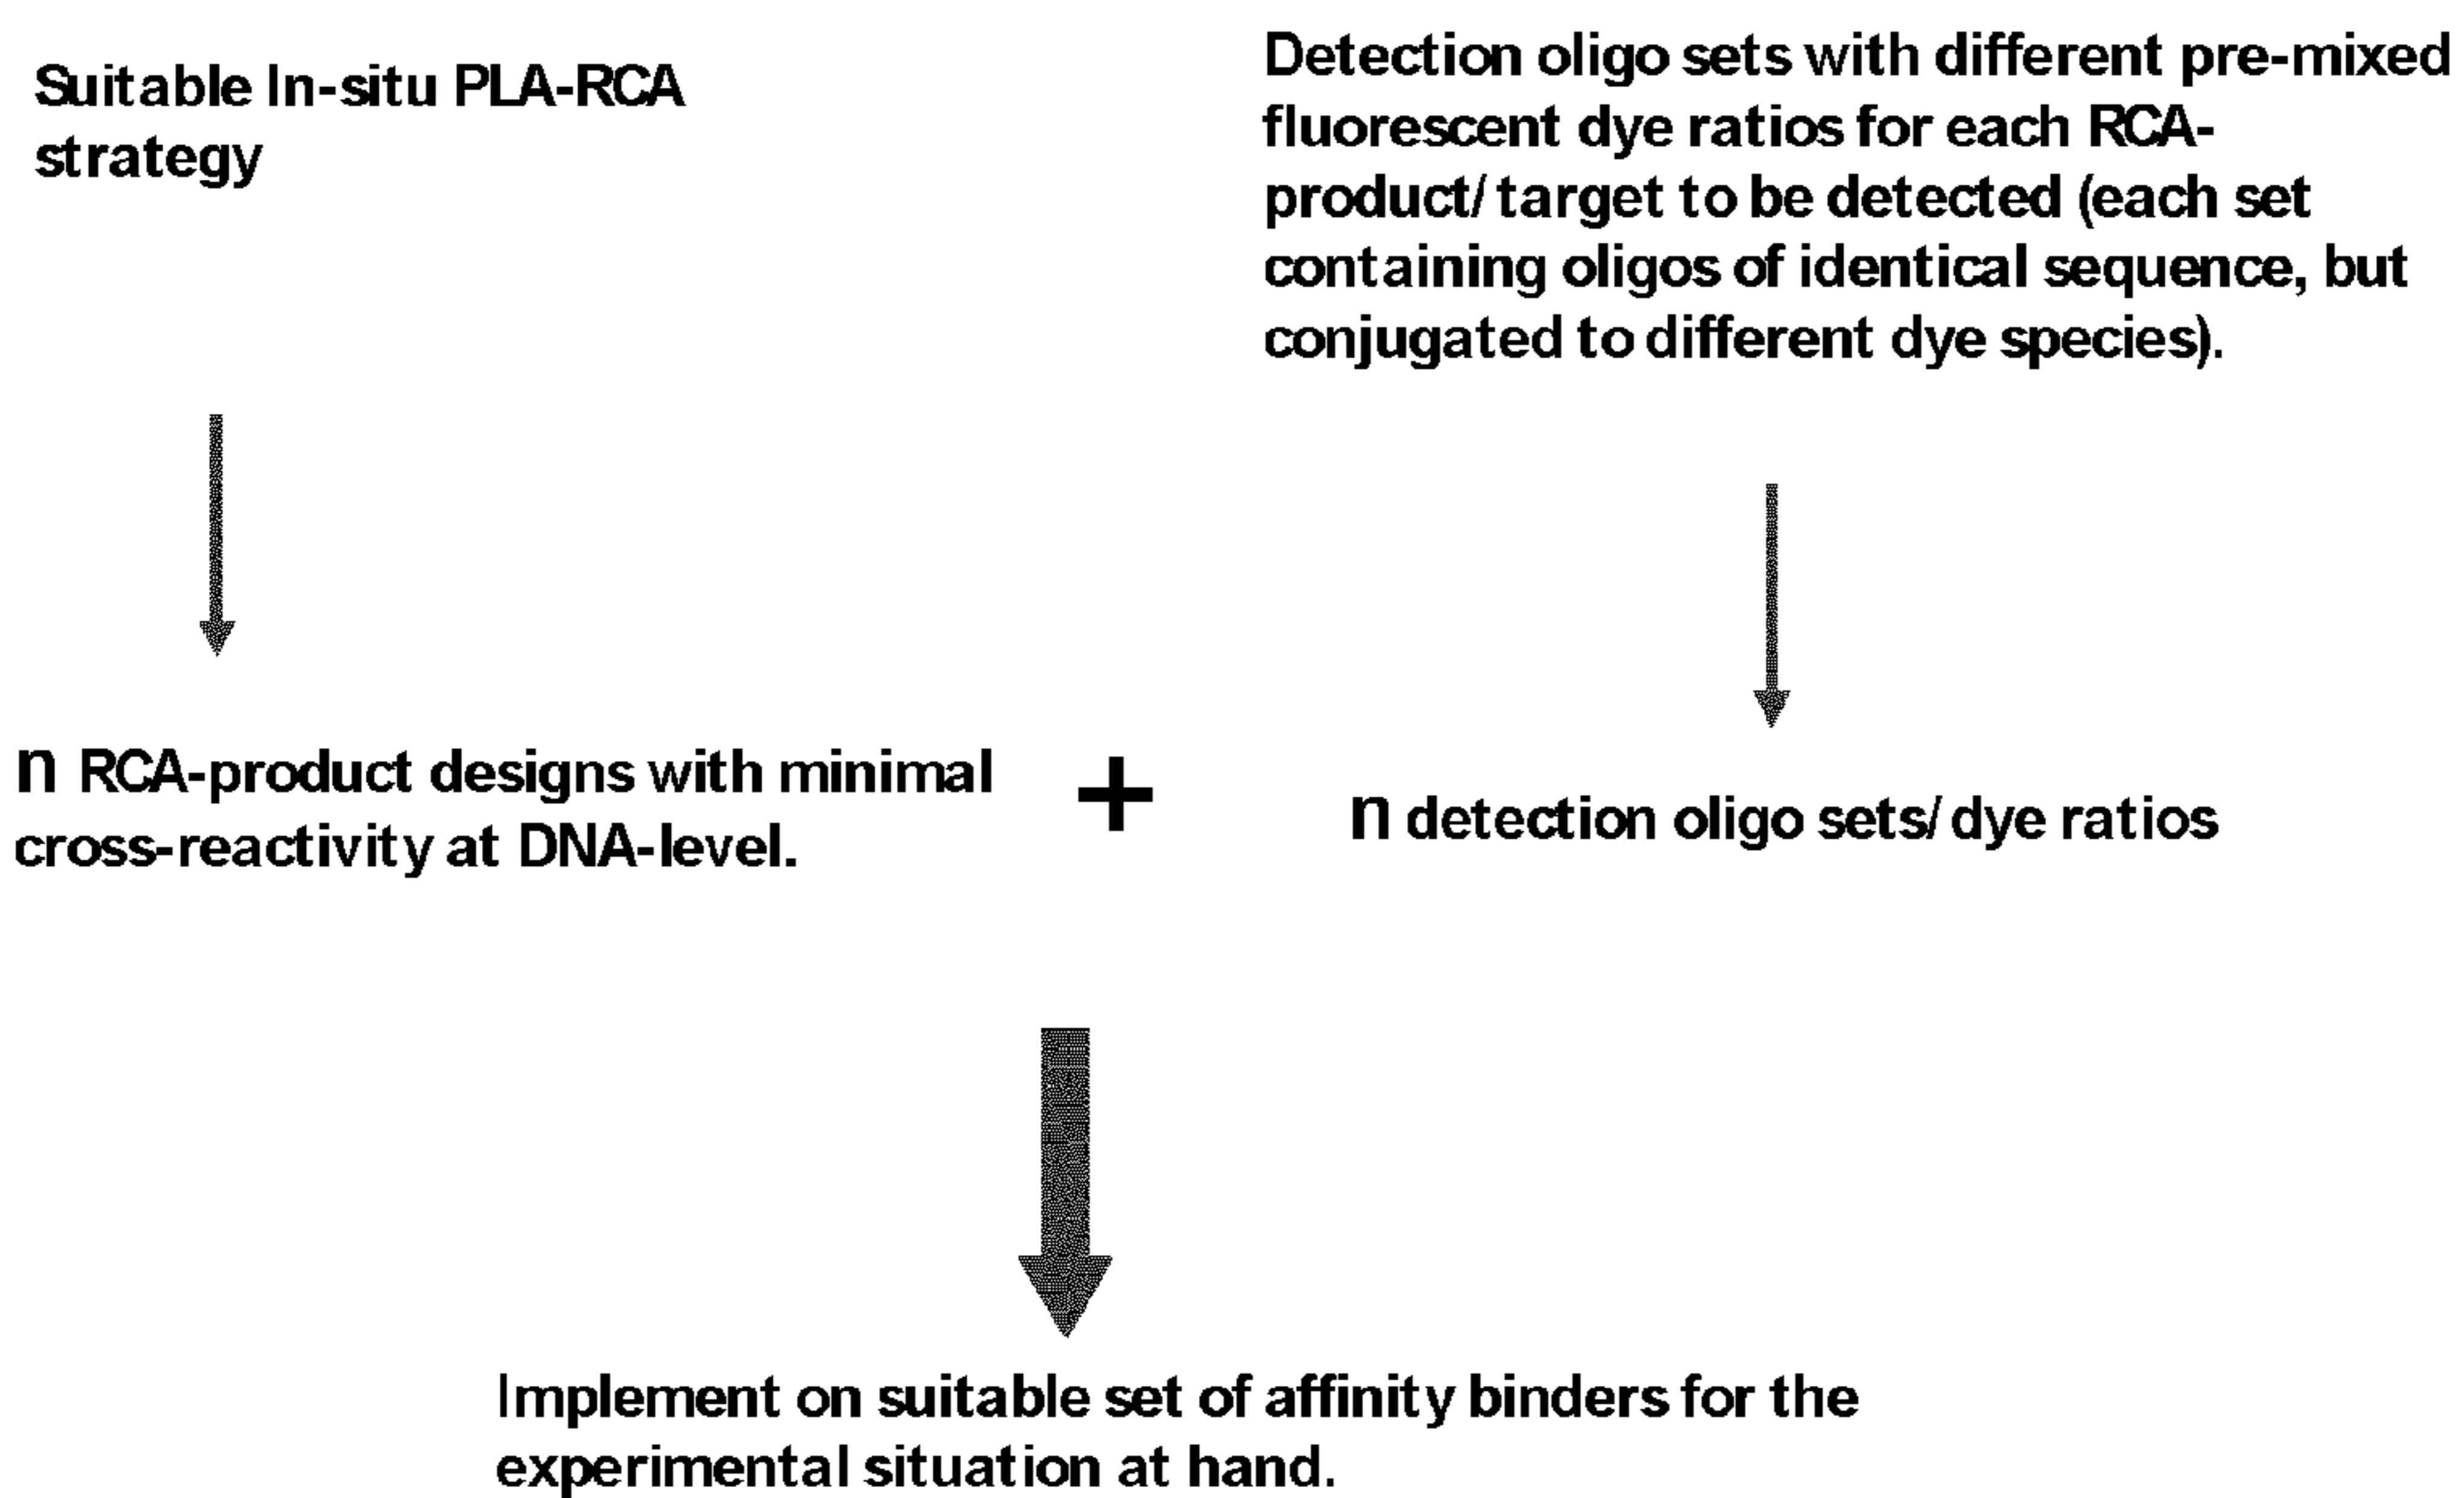 Suitable In-situ PLA-RCA
strategy
Detection oligo sets with different pre-mixed
fluorescent dye ratios for each RCA-
product/target to be detected (each set
containing oligos of identical sequence, but
conjugated to different dye species).
n RCA-product designs with minimal
cross-reactivity at DNA-level.
+
n detection oligo sets/dye ratios
Implement on suitable set of affinity binders for the
experimental situation at hand.